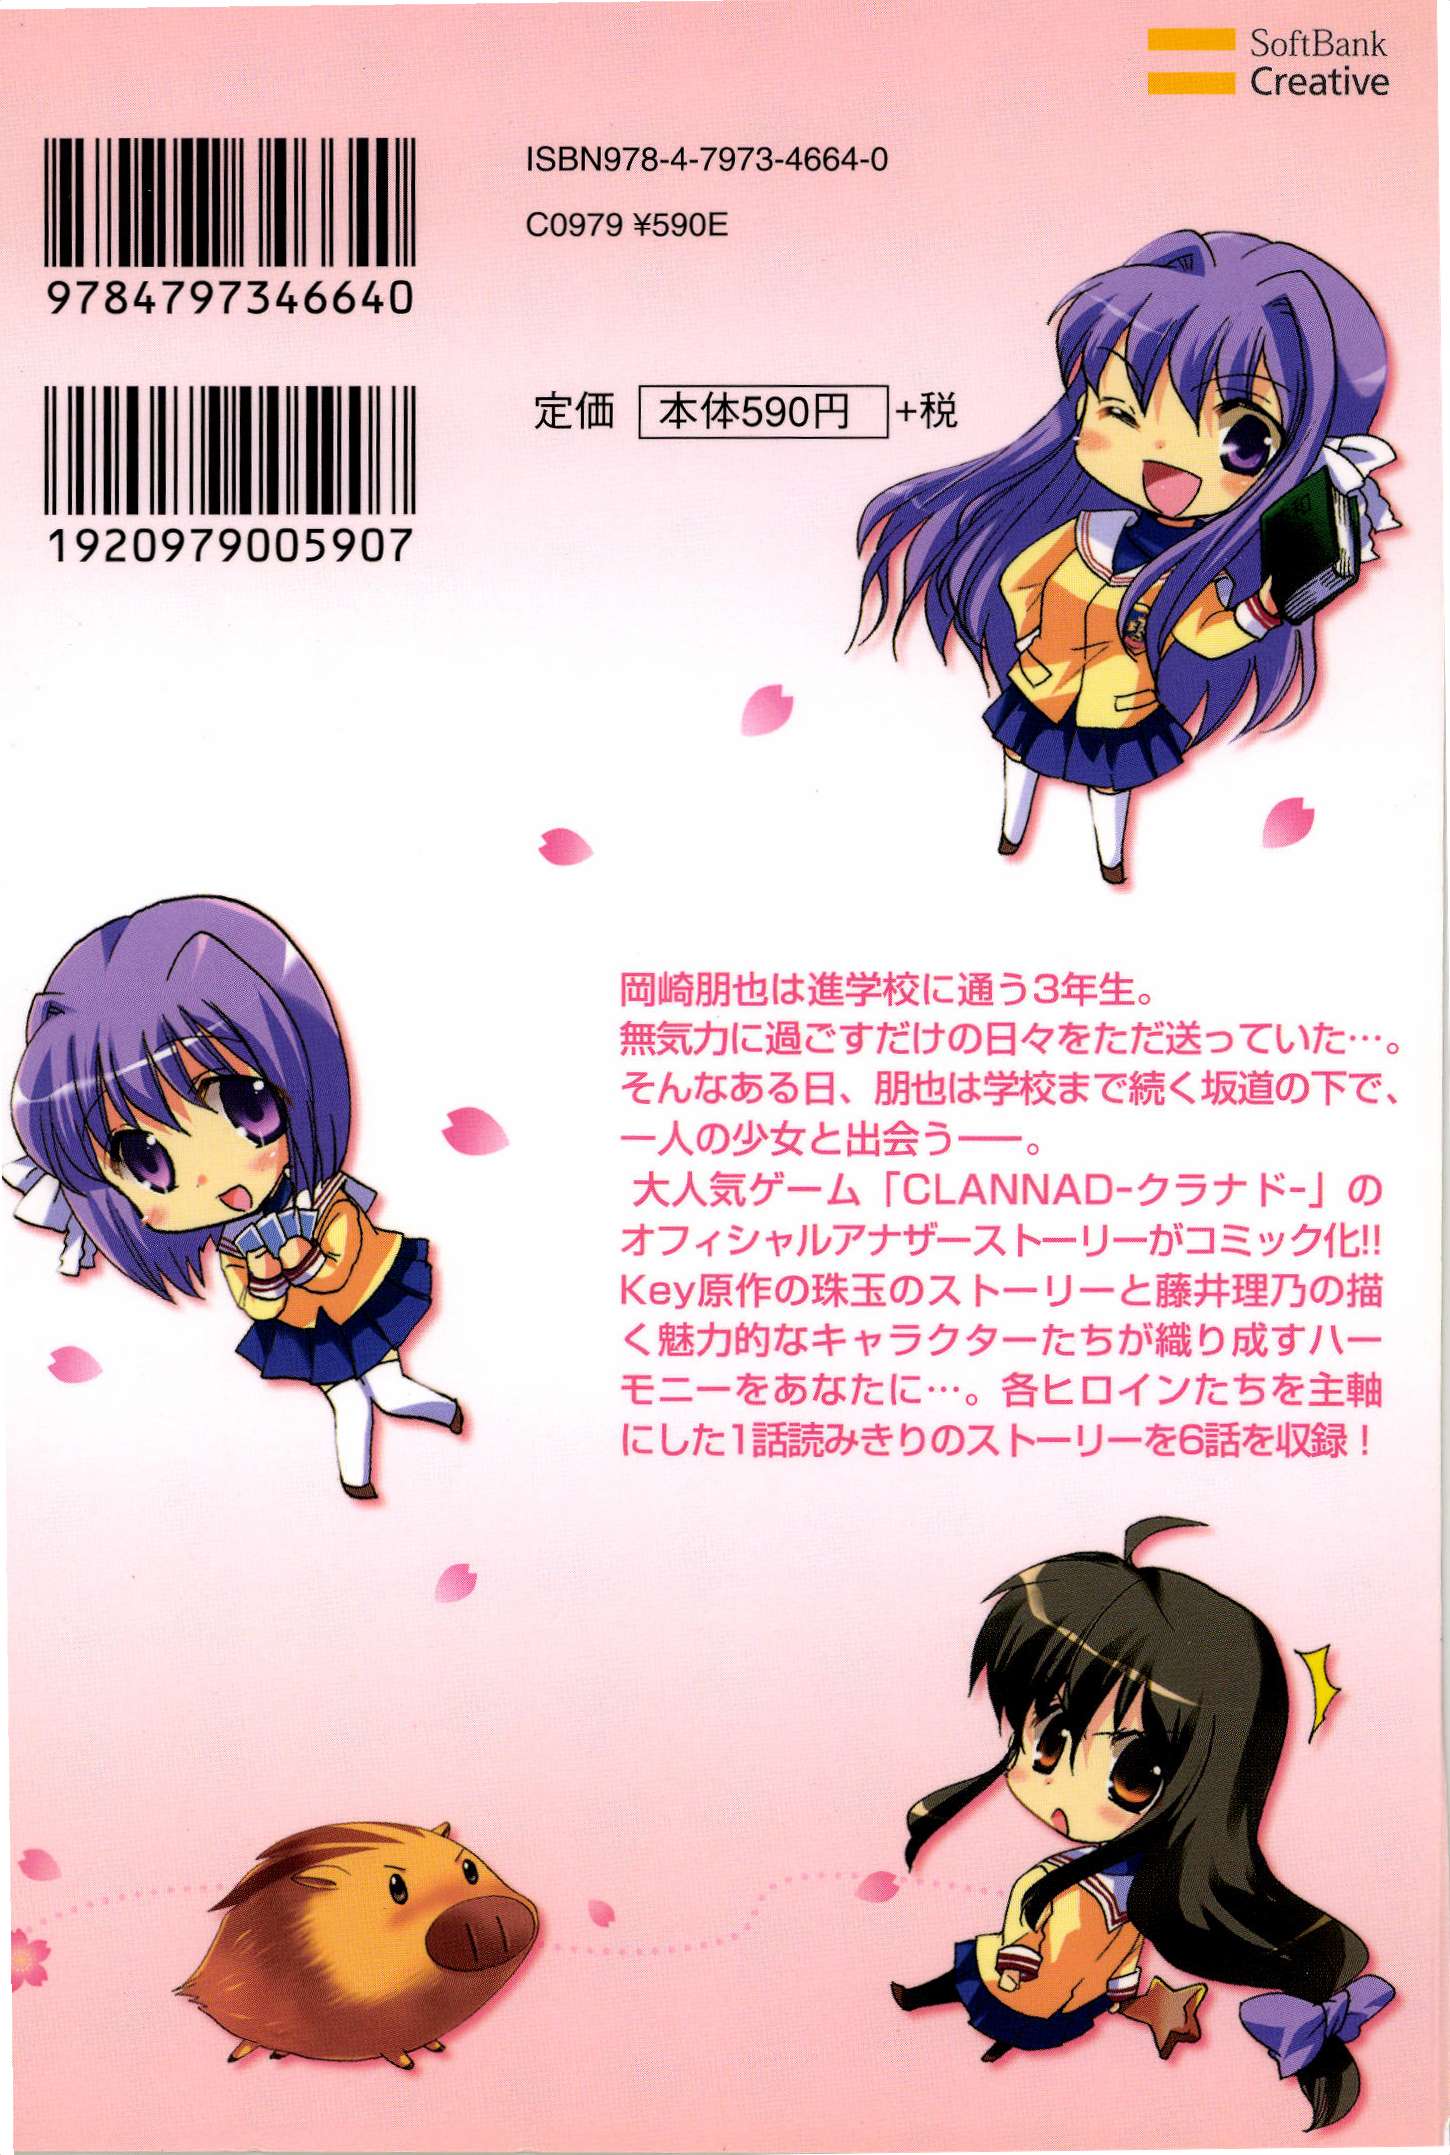 SoftBank
Creative
ISBN978-4-7973-4664-0
C0979 ¥590E
9784797346640
定価 本体590円 +税
1920979005907
和
岡崎朋也は進学校に通う3年生。
無気力に過ごすだけの日々をただ送っていた…。
そんなある日、朋也は学校まで続く坂道の下で、
一人の少女と出会う――。
大人気ゲーム「CLANNAD-クラナド-」の
オフィシャルアナザーストーリーがコミック化!!
Key原作の珠玉のストーリーと藤井理乃の描
く魅力的なキャラクターたちが織り成すハー
モニーをあなたに…。各ヒロインたちを主軸
にした1話読みきりのストーリーを6話を収録！